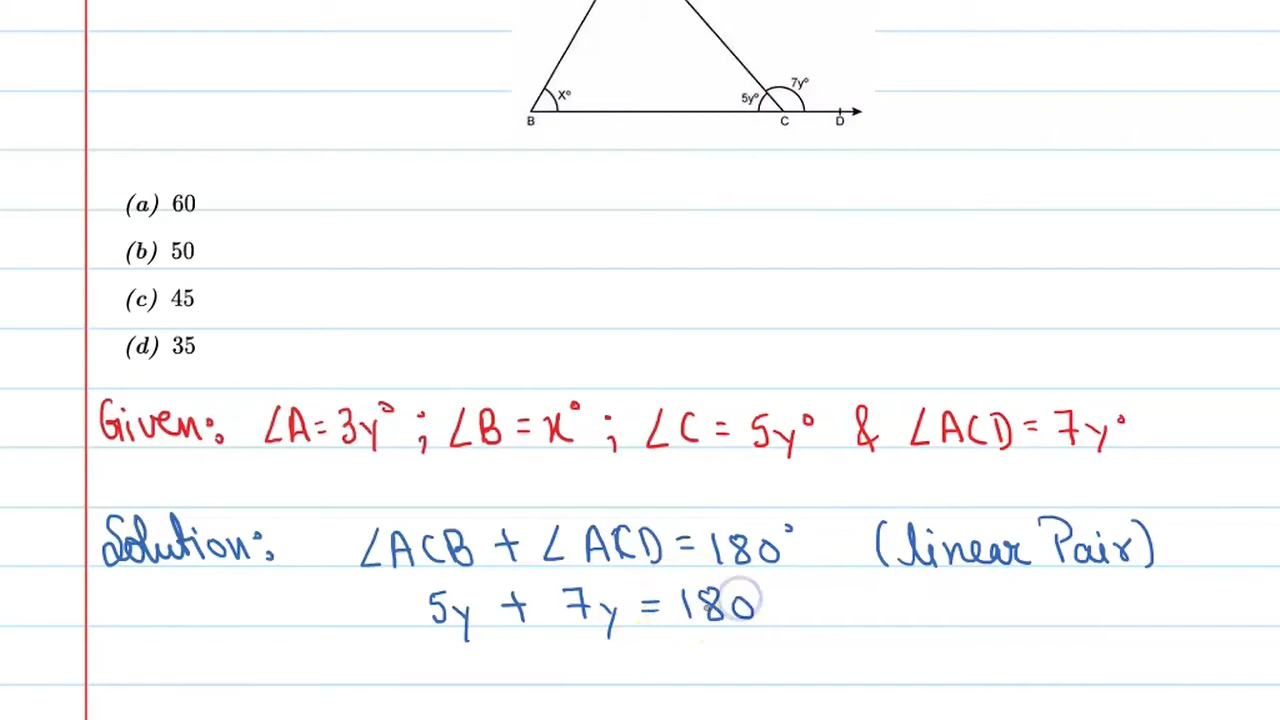 7y°
x° 5y°
B C D
(a) 60
(b) 50
(c) 45
(d) 35
Given: ∠A = 3y° ; ∠B = x° ; ∠C = 5y° & ∠ACD = 7y°
Solution: ∠ACB + ∠ACD = 180° (linear Pair)
5y + 7y = 180